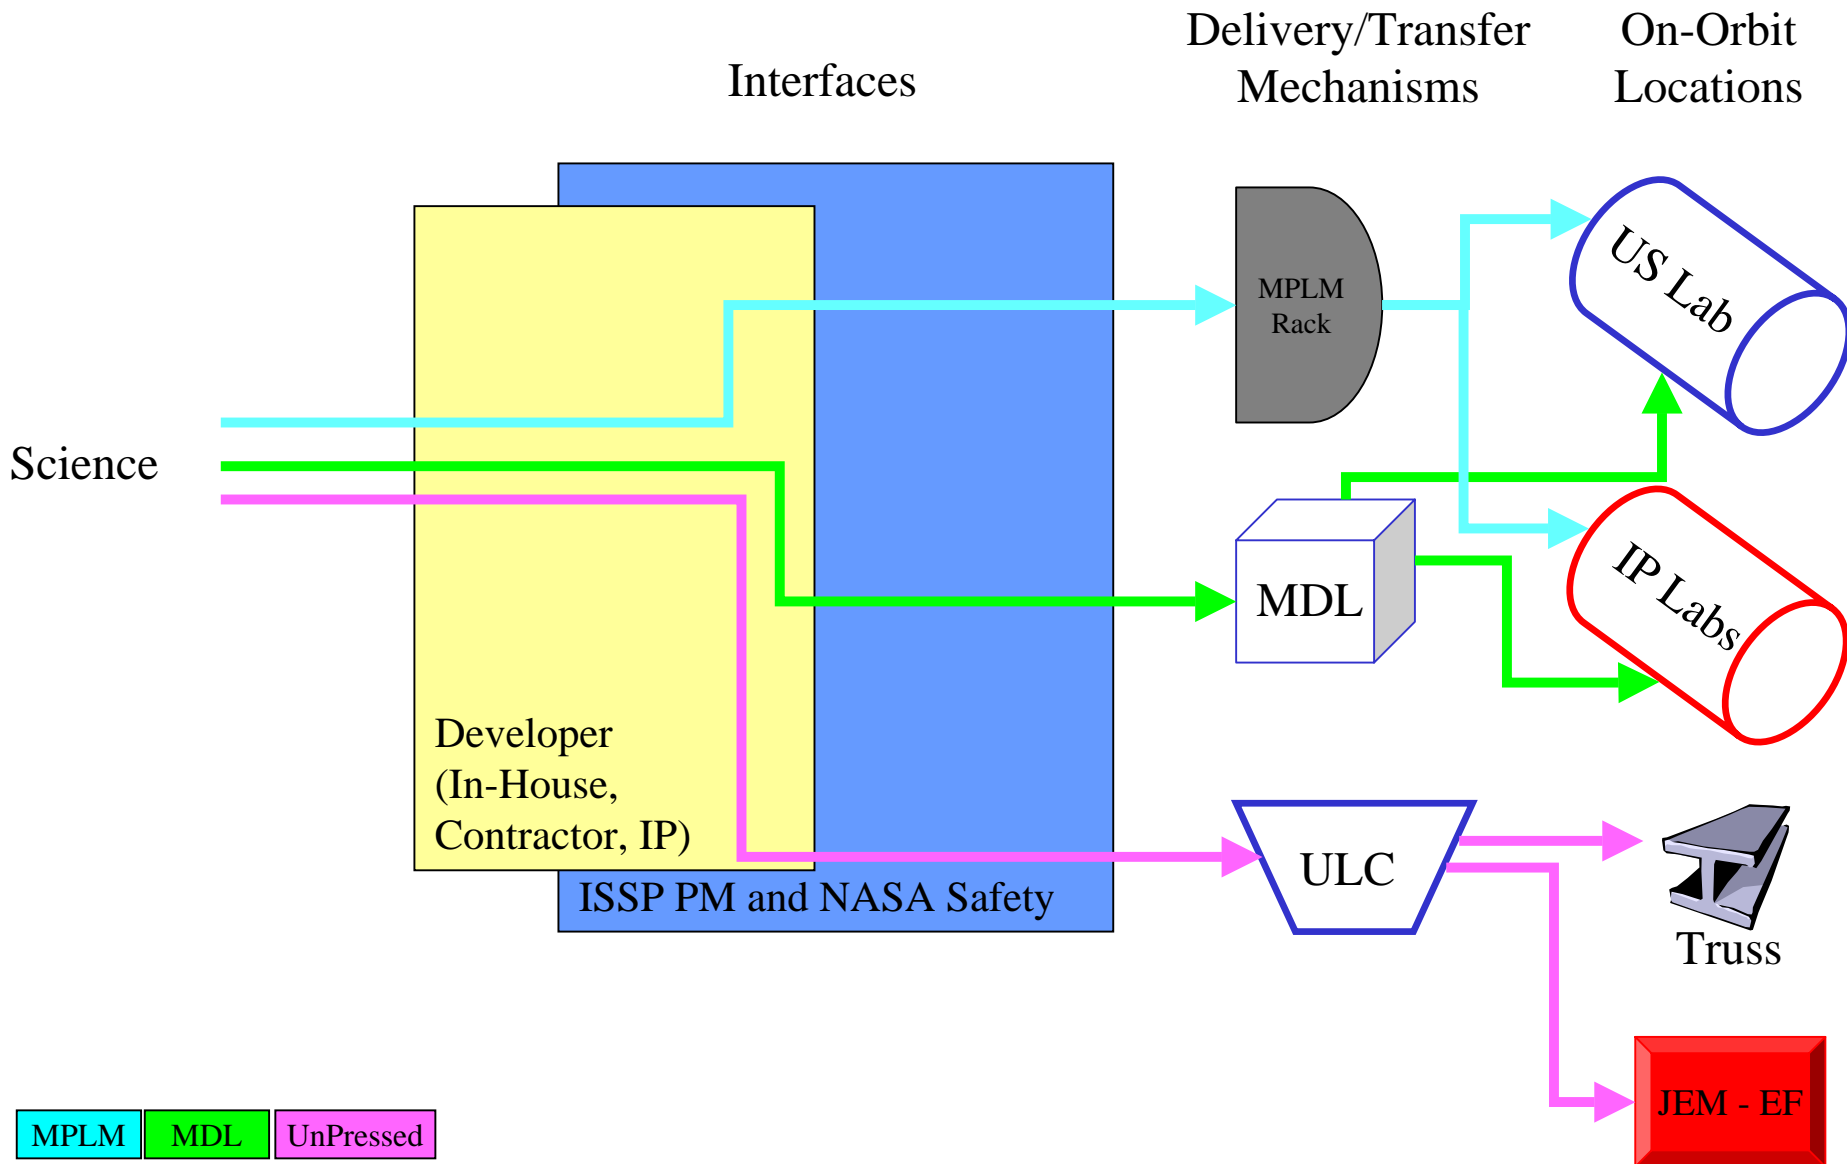 Delivery/Transfer
Mechanisms
On-Orbit
Locations
Interfaces
US Lab
MPLM
Rack
Science
IP Labs
MDL
Developer
(In-House,
Contractor, IP)
ULC
ISSP PM and NASA Safety
Truss
JEM - EF
MPLM
MDL
UnPressed